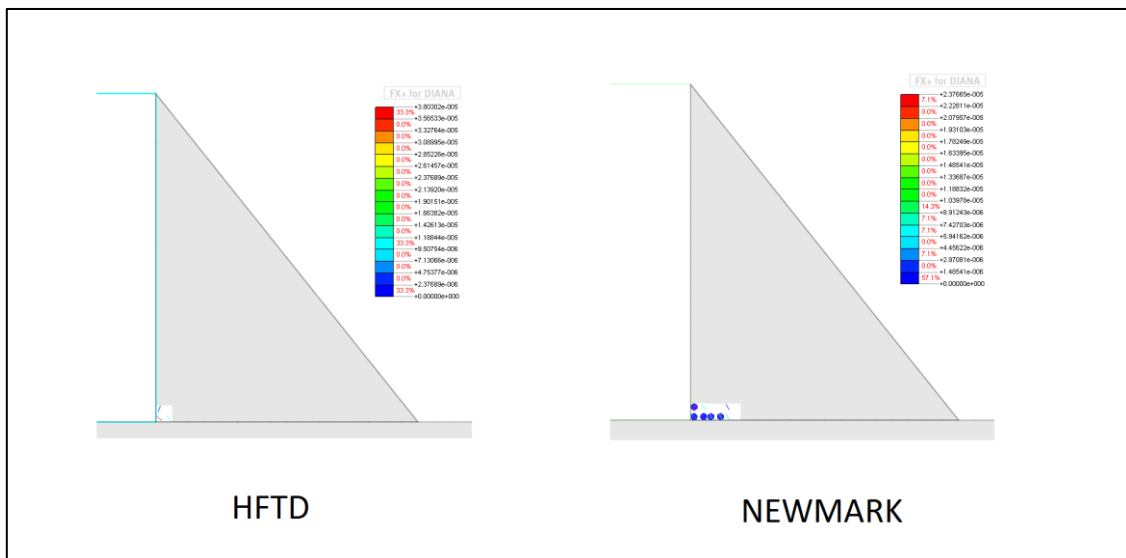 FX+ for DIANA
+3.80302e-005
33.3%
+3.56533e-005
0.0%
+3.32764e-005
0.0%
+3.08995e-005
0.0%
+2.85226e-005
0.0%
+2.61457e-005
0.0%
+2.37689e-005
0.0%
+2.13920e-005
0.0%
+1.90151e-005
0.0%
+1.66382e-005
0.0%
+1.42613e-005
0.0%
+1.18844e-005
33.3%
+9.50754e-006
0.0%
+7.13066e-006
0.0%
+4.75377e-006
0.0%
+2.37689e-006
33.3%
+0.00000e+000
HFTD
FX+ for DIANA
+2.37665e-005
7.1%
+2.22811e-005
0.0%
+2.07957e-005
0.0%
+1.93103e-005
0.0%
+1.78249e-005
0.0%
+1.63395e-005
0.0%
+1.48541e-005
0.0%
+1.33687e-005
0.0%
+1.18832e-005
0.0%
+1.03978e-005
14.3%
+8.91243e-006
7.1%
+7.42703e-006
7.1%
+5.94162e-006
0.0%
+4.45622e-006
7.1%
+2.97081e-006
0.0%
+1.48541e-006
57.1%
+0.00000e+000
NEWMARK